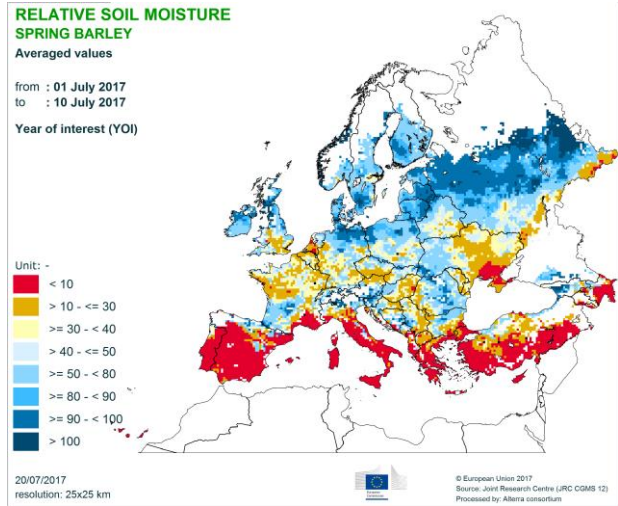 RELATIVE SOIL MOISTURE
SPRING BARLEY
Averaged values
from : 01 July 2017
to : 10 July 2017
Year of interest (YOI)
Unit: -
< 10
> 10 - <= 30
>= 30 - < 40
> 40 - <= 50
>= 50 - < 80
>= 80 - < 90
>= 90 - < 100
> 100
20/07/2017
resolution: 25x25 km
© European Union 2017
Source: Joint Research Centre (JRC CGMS 12)
Processed by: Alterra consortium